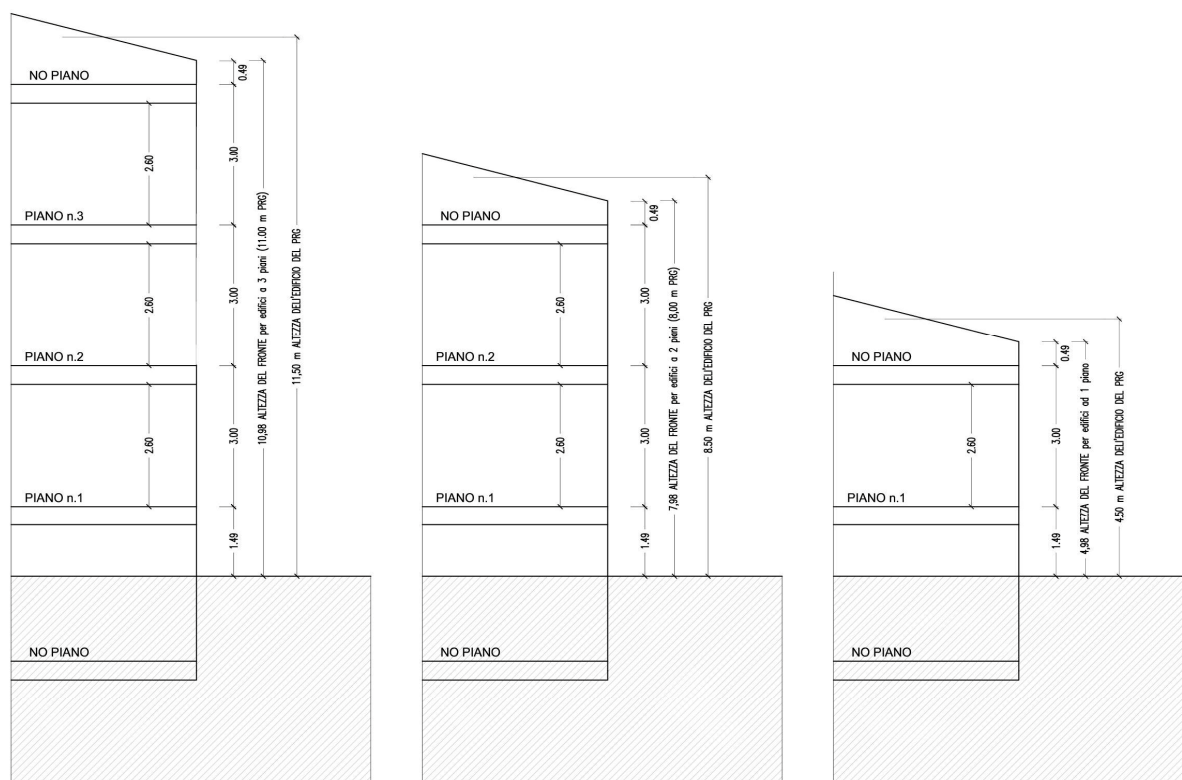 NO PIANO
0.49
2.60
3.00
PIANO n.3
2.60
3.00
PIANO n.2
2.60
3.00
PIANO n.1
1.49
NO PIANO
10,98 ALTEZZA DEL FRONTE per edifici a 3 piani (11.00 m PRG)
11,50 m ALTEZZA DELL'EDIFICIO DEL PRG
NO PIANO
0.49
2.60
3.00
PIANO n.2
2.60
3.00
PIANO n.1
1.49
NO PIANO
7,98 ALTEZZA DEL FRONTE per edifici a 2 piani (8,00 m PRG)
8.50 m ALTEZZA DELL'EDIFICIO DEL PRG
NO PIANO
0.49
2.60
3.00
PIANO n.1
1.49
NO PIANO
4,98 ALTEZZA DEL FRONTE per edifici ad 1 piano
4.50 m ALTEZZA DELL'EDIFICIO DEL PRG